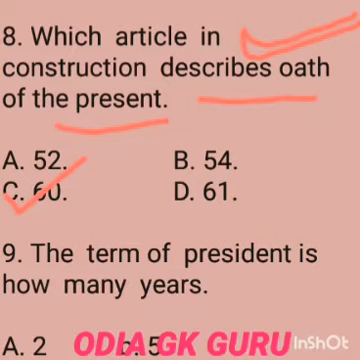 8. Which article in
construction describes oath
of the present.
A. 52. B. 54.
C. 60. D. 61.
9. The term of president is
how many years.
A. 2 b. 5
ODIA GK GURU
InShOt